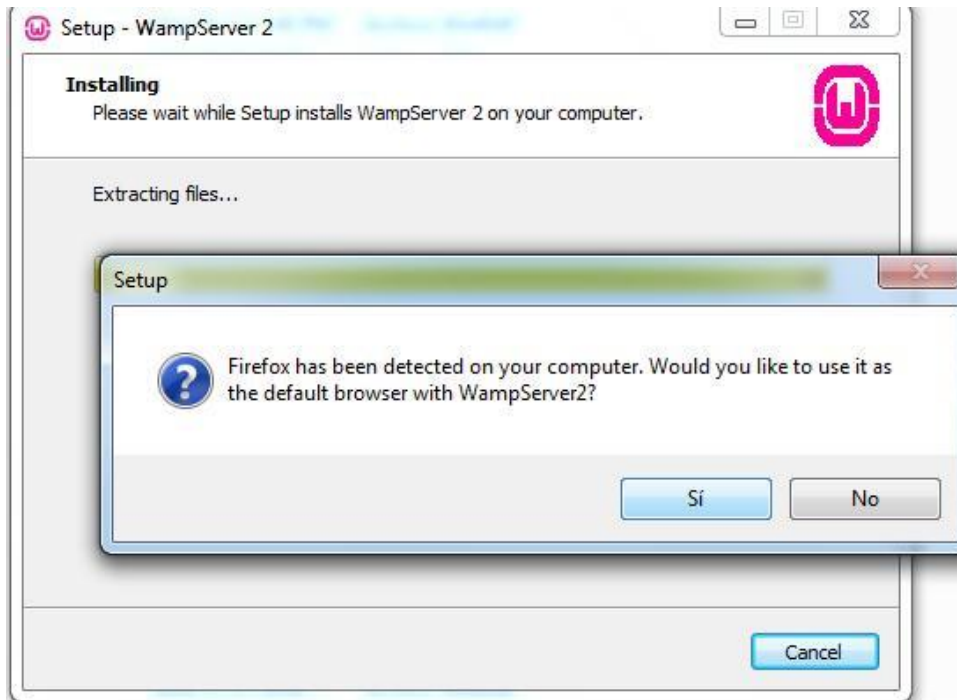 Setup - WampServer 2
Installing
Please wait while Setup installs WampServer 2 on your computer.
Extracting files...
Setup
Firefox has been detected on your computer. Would you like to use it as
the default browser with WampServer2?
Sí
No
Cancel